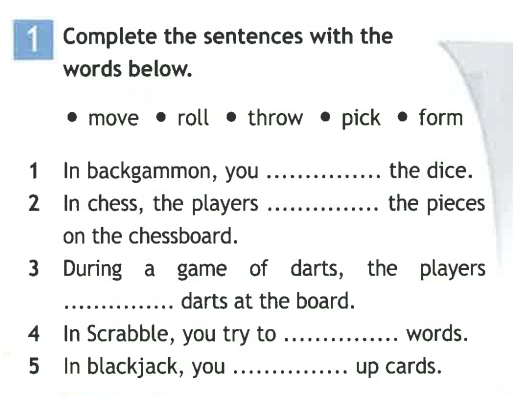 1 Complete the sentences with the
words below.
• move • roll • throw • pick • form
1 In backgammon, you ............... the dice.
2 In chess, the players ............... the pieces
on the chessboard.
3 During a game of darts, the players
............... darts at the board.
4 In Scrabble, you try to ............... words.
5 In blackjack, you ............... up cards.